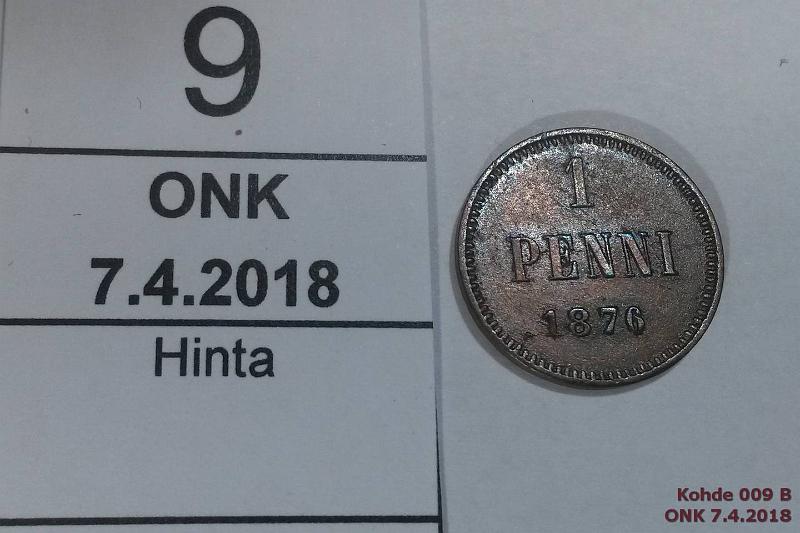 9
ONK
7.4.2018
Hinta
1
PENNI
1876
Kohde 009 B
ONK 7.4.2018